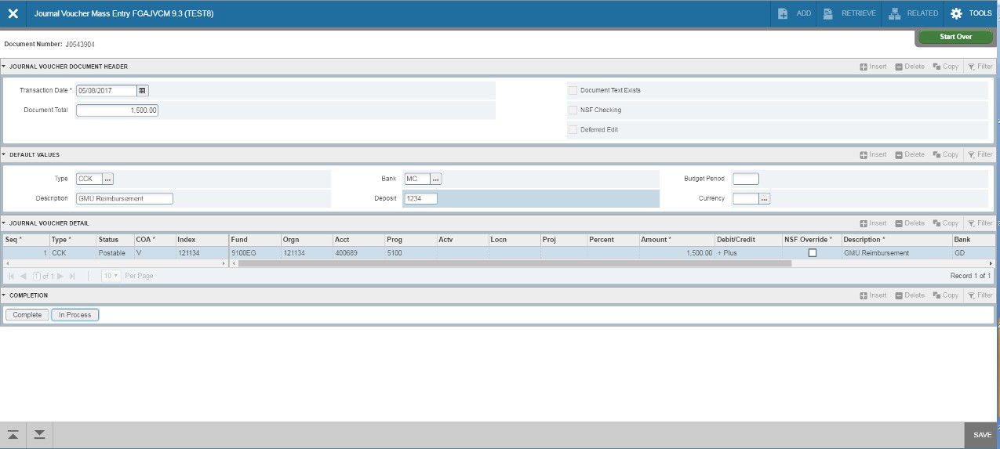 Journal Voucher Mass Entry FGAJVCM 9.3 (TEST8) ADD RETRIEVE RELATED TOOLS
Document Number: J0543904 Start Over
JOURNAL VOUCHER DOCUMENT HEADER Insert Delete Copy Filter
Transaction Date * 05/08/2017 Document Text Exists
Document Total 1,500.00 NSF Checking
Deferred Edit
DEFAULT VALUES Insert Delete Copy Filter
Type CCK ... Bank MC ... Budget Period
Description GMU Reimbursement Deposit 1234 Currency ...
JOURNAL VOUCHER DETAIL Insert Delete Copy Filter
Seq * Type * Status COA * Index Fund Orgn Acct Prog Actv Locn Proj Percent Amount * Debit/Credit NSF Override * Description * Bank
1 CCK Postable V 121134 9100EG 121134 400689 5100 1,500.00 + Plus GMU Reimbursement GD
1 of 1 10 Per Page Record 1 of 1
COMPLETION Insert Delete Copy Filter
Complete In Process
SAVE